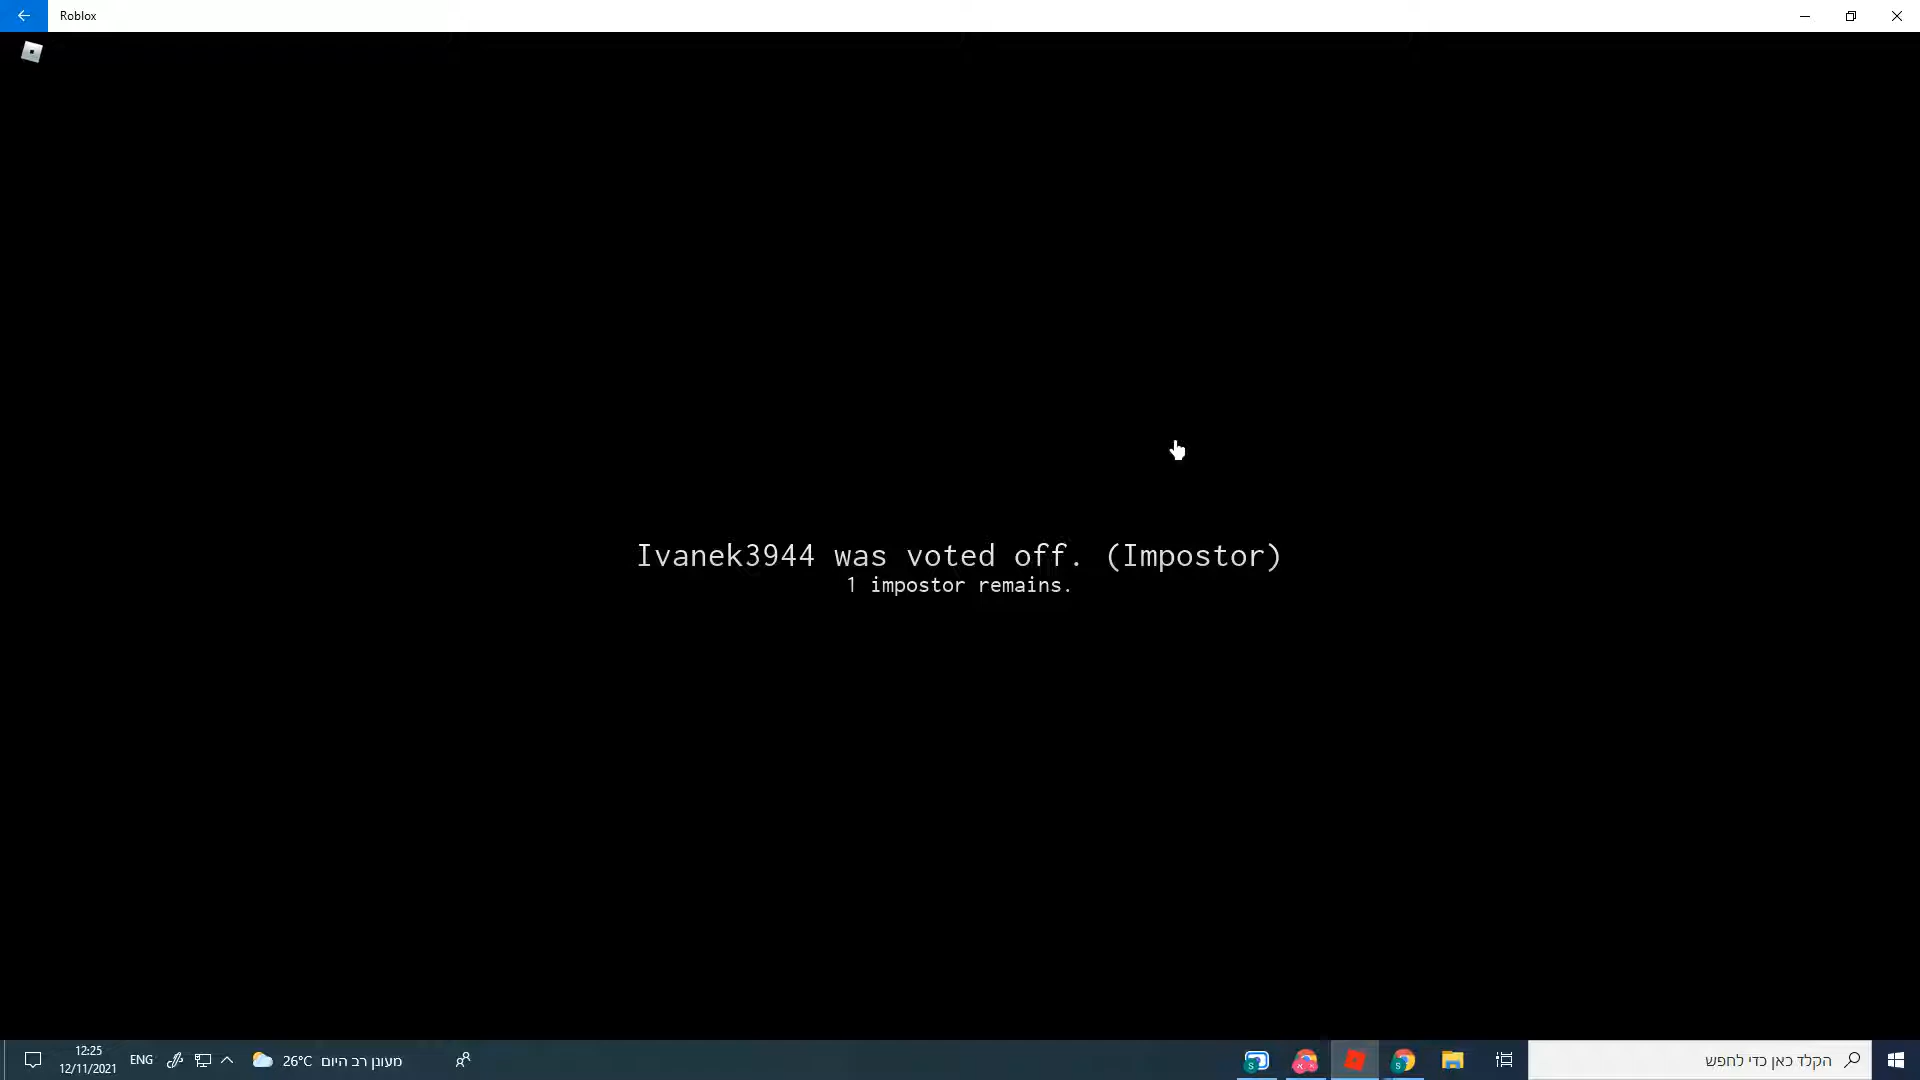 Roblox
Ivanek3944 was voted off. (Impostor)
1 impostor remains.
12:25
12/11/2021
ENG
26°C מעונן רב היום
הקלד כאן כדי לחפש